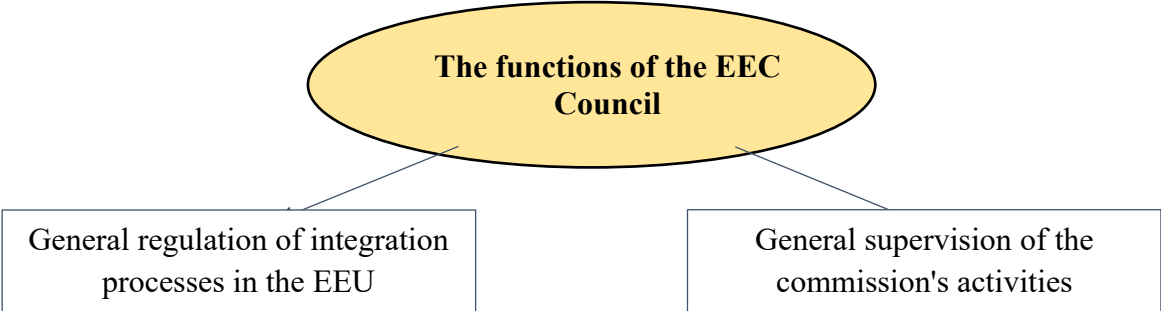 The functions of the EEC
Council
General regulation of integration
processes in the EEU
General supervision of the
commission's activities